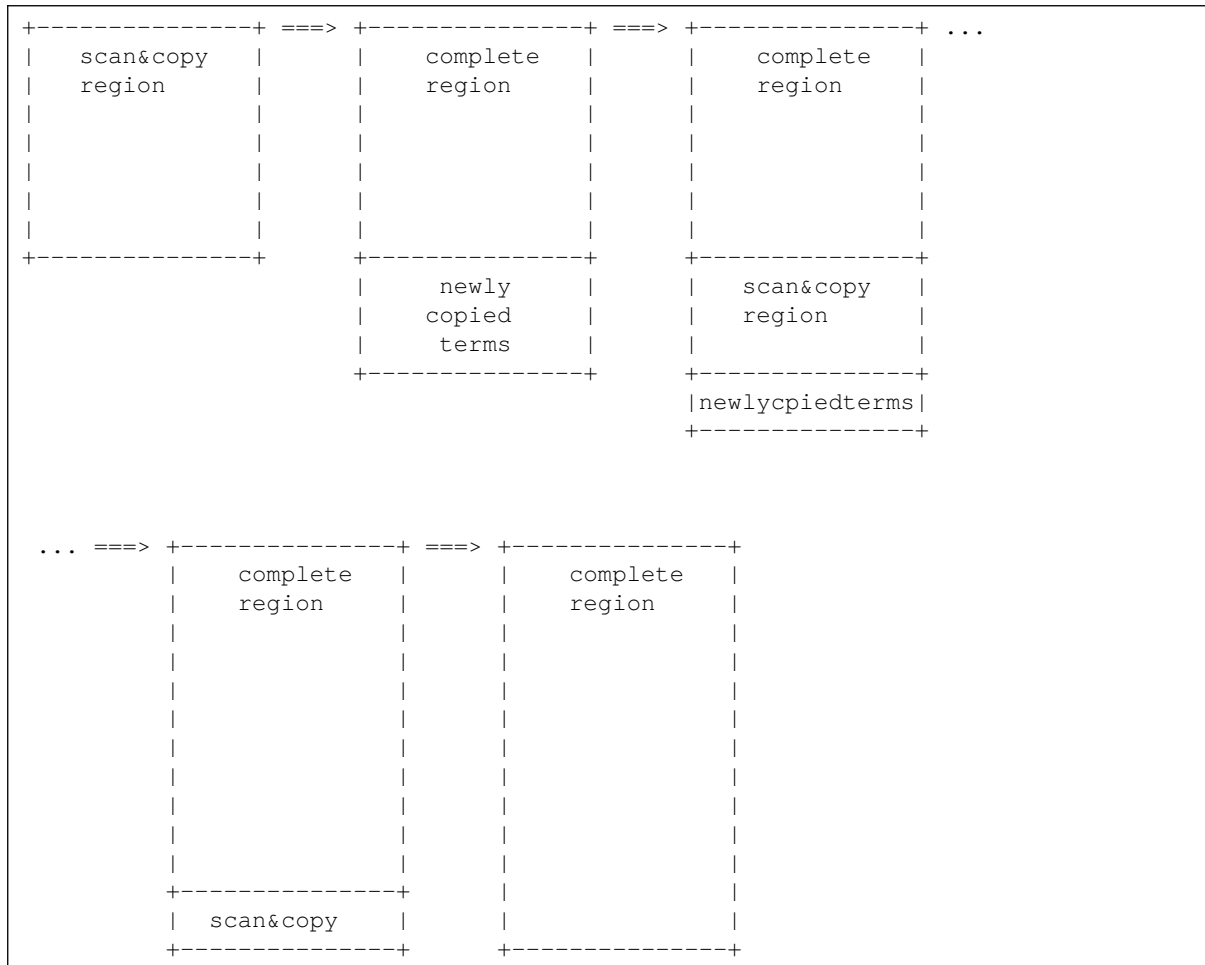 +---------------+ ===> +---------------+ ===> +---------------+ ...
|   scan&copy   |      |    complete   |      |    complete   |
|   region      |      |    region     |      |    region     |
|               |      |               |      |               |
|               |      |               |      |               |
|               |      |               |      |               |
|               |      |               |      |               |
|               |      |               |      |               |
+---------------+      +---------------+      +---------------+
                       |     newly     |      |   scan&copy   |
                       |    copied     |      |   region      |
                       |     terms     |      |               |
                       +---------------+      +---------------+
                                              |newlycpiedterms|
                                              +---------------+
... ===> +---------------+ ===> +---------------+
         |    complete   |      |    complete   |
         |    region     |      |    region     |
         |               |      |               |
         |               |      |               |
         |               |      |               |
         |               |      |               |
         |               |      |               |
         |               |      |               |
         |               |      |               |
         |               |      |               |
         |               |      |               |
         +---------------+      |               |
         |  scan&copy    |      |               |
         +---------------+      +---------------+